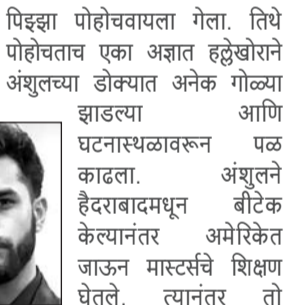 पिझ्झा पोहोचवायला गेला. तिथे
पोहोचताच एका अज्ञात हल्लेखोराने
अंशुलच्या डोक्यात अनेक गोळ्या
झाडल्या आणि
घटनास्थळावरून पळ
काढला. अंशुलने
हैदराबादमधून बीटेक
केल्यानंतर अमेरिकेत
जाऊन मास्टर्सचे शिक्षण
घेतले. त्यानंतर तो